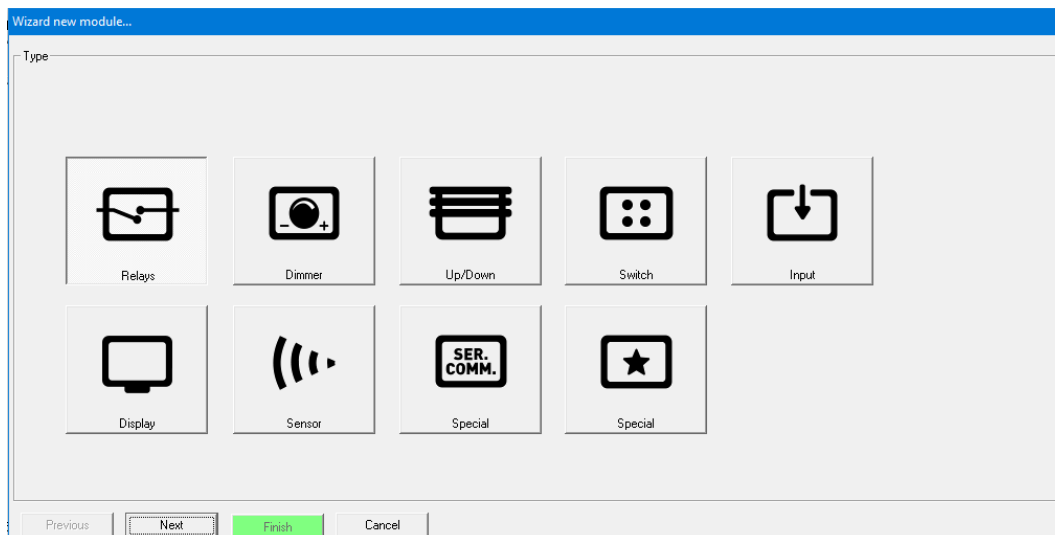 Wizard new module...
Type
Relays
Dimmer
Up/Down
Switch
Input
Display
Sensor
SER.
COMM.
Special
Special
Previous
Next
Finish
Cancel